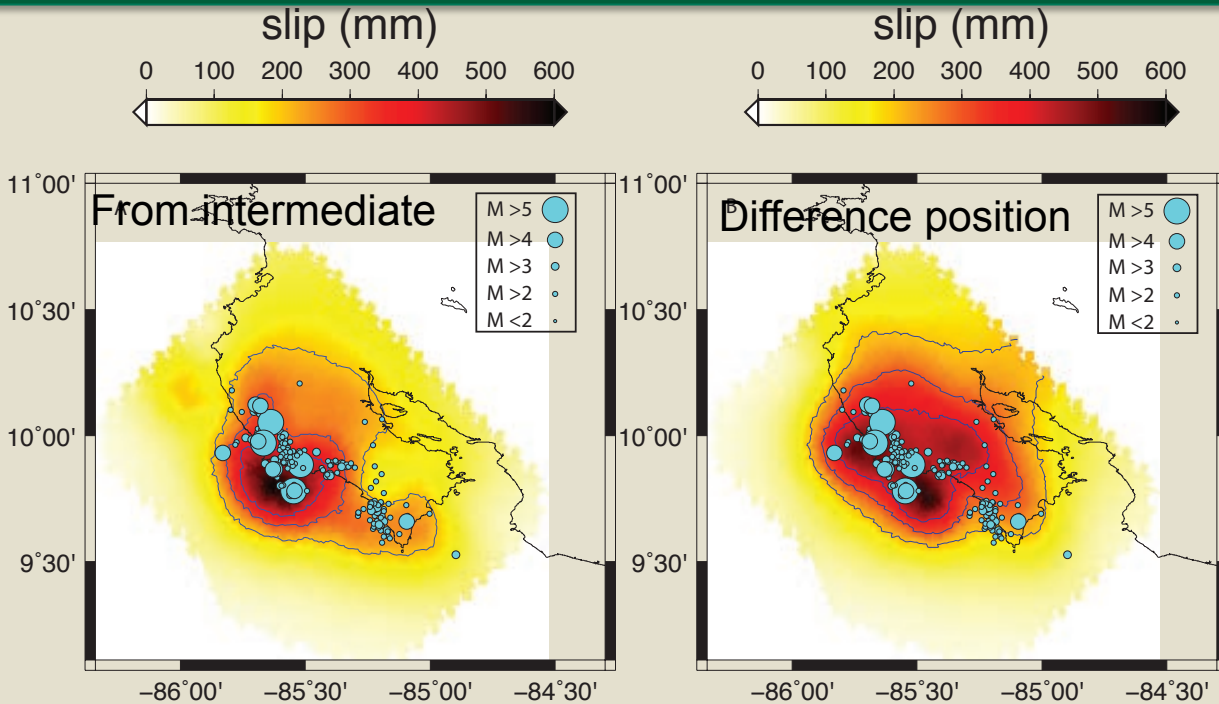 slip (mm)
0 100 200 300 400 500 600
A
From intermediate
M >5
M >4
M >3
M >2
M <2
11°00'
10°30'
10°00'
9°30'
−86°00' −85°30' −85°00' −84°30'
slip (mm)
0 100 200 300 400 500 600
B
Difference position
M >5
M >4
M >3
M >2
M <2
11°00'
10°30'
10°00'
9°30'
−86°00' −85°30' −85°00' −84°30'